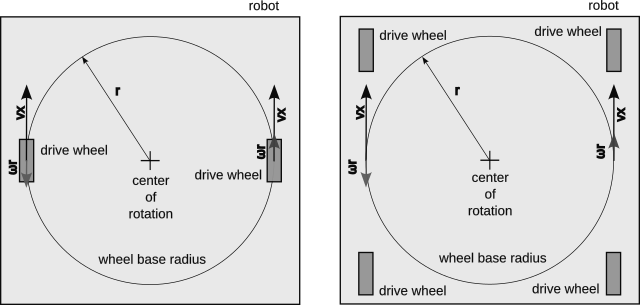 robot
r
vx
vx
drive wheel
ωr
ωr
drive wheel
center
of
rotation
wheel base radius
robot
drive wheel
drive wheel
r
vx
vx
ωr
ωr
center
of
rotation
wheel base radius
drive wheel
drive wheel